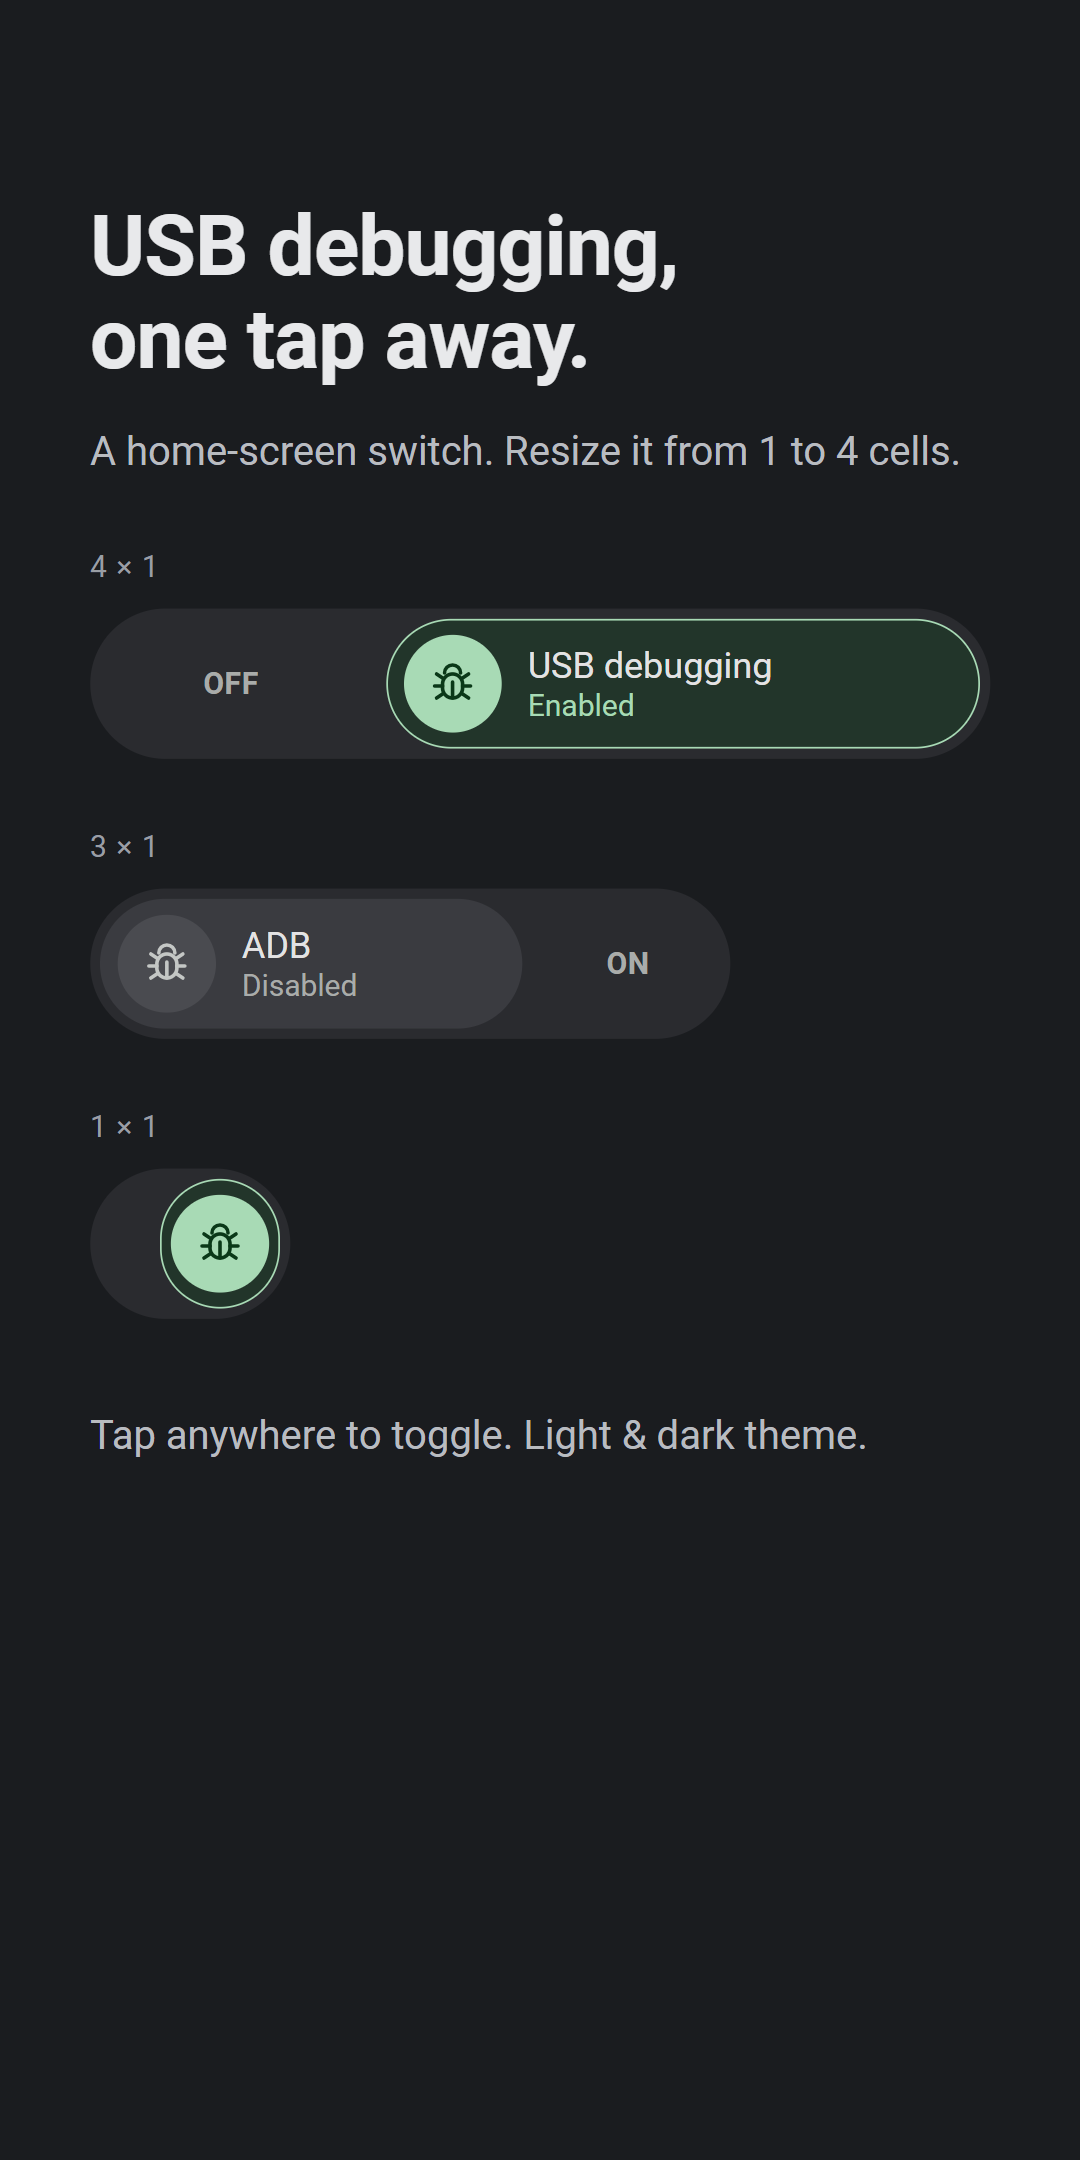 USB debugging,
one tap away.
A home-screen switch. Resize it from 1 to 4 cells.
4 × 1
OFF
USB debugging
Enabled
3 × 1
ADB
Disabled
ON
1 × 1
Tap anywhere to toggle. Light & dark theme.